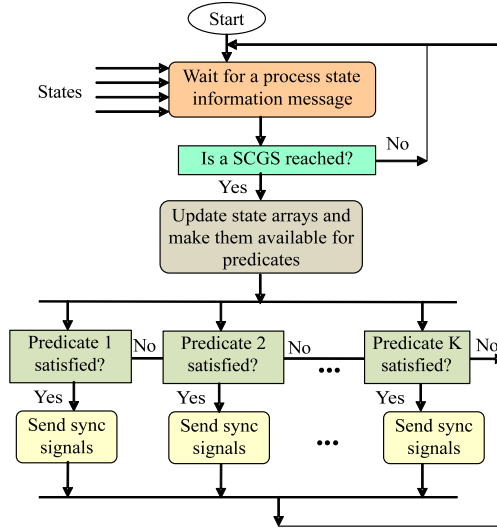 Start
States
Wait for a process state
information message
Is a SCGS reached?
No
Yes
Update state arrays and
make them available for
predicates
Predicate 1
satisfied?
No
Predicate 2
satisfied?
No
...
Predicate K
satisfied?
No
Yes
Yes
Yes
Send sync
signals
Send sync
signals
...
Send sync
signals